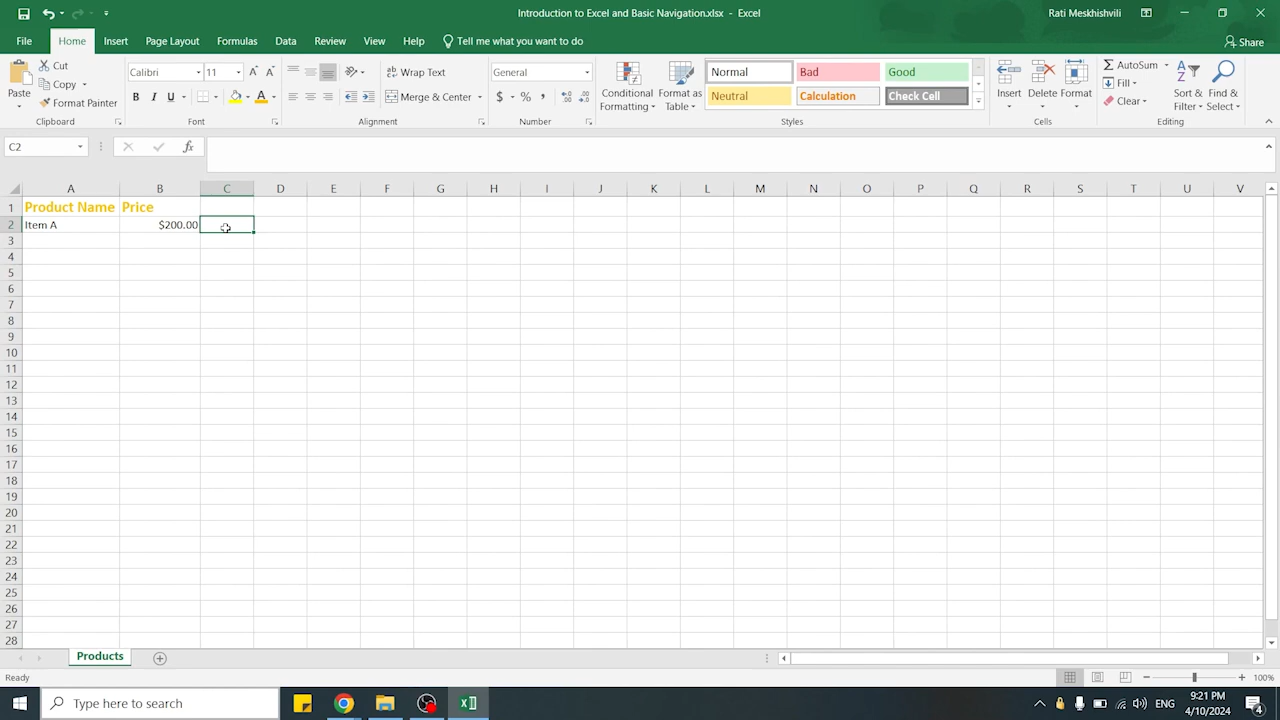 Introduction to Excel and Basic Navigation.xlsx - Excel
Rati Meskhishvili
File Home Insert Page Layout Formulas Data Review View Help Tell me what you want to do
Share
Paste
Cut
Copy
Format Painter
Clipboard
Calibri 11
B I U
Font
Wrap Text
Merge & Center
Alignment
General
$ % ,
Number
Conditional Formatting
Format as Table
Normal Bad Good
Neutral Calculation Check Cell
Styles
Insert Delete Format
Cells
AutoSum
Fill
Clear
Sort & Filter
Find & Select
Editing
C2
fx
A B C D E F G H I J K L M N O P Q R S T U V
1 Product Name Price
2 Item A $200.00
3
4
5
6
7
8
9
10
11
12
13
14
15
16
17
18
19
20
21
22
23
24
25
26
27
28
Products
Ready
100%
Type here to search
ENG
9:21 PM
4/10/2024